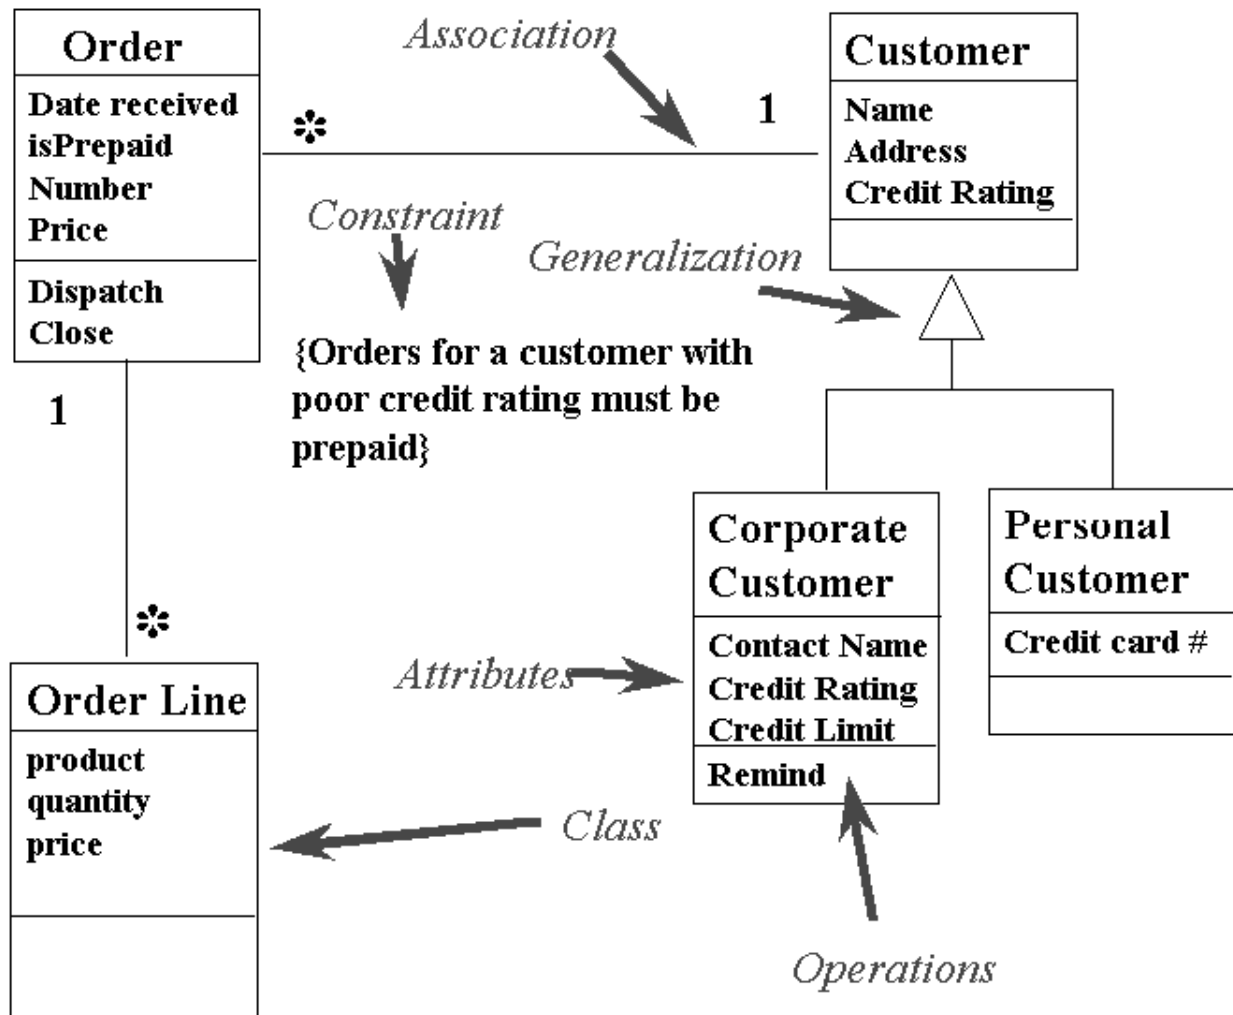 Order
Date received
isPrepaid
Number
Price
Dispatch
Close
Association
*
1
Customer
Name
Address
Credit Rating
Constraint
Generalization
{Orders for a customer with
poor credit rating must be
prepaid}
1
*
Corporate
Customer
Contact Name
Credit Rating
Credit Limit
Remind
Personal
Customer
Credit card #
Attributes
Order Line
product
quantity
price
Class
Operations